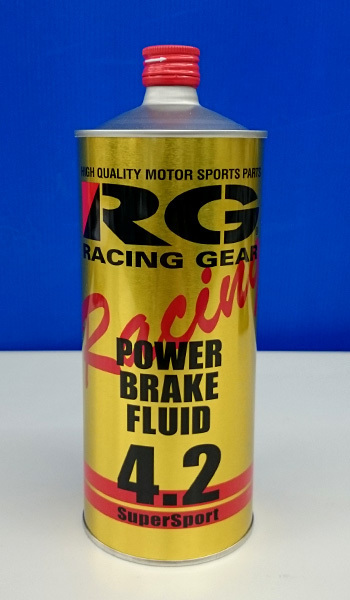 HIGH QUALITY MOTOR SPORTS PARTS
RG
RACING GEAR
Racing
POWER
BRAKE
FLUID
4.2
SuperSport